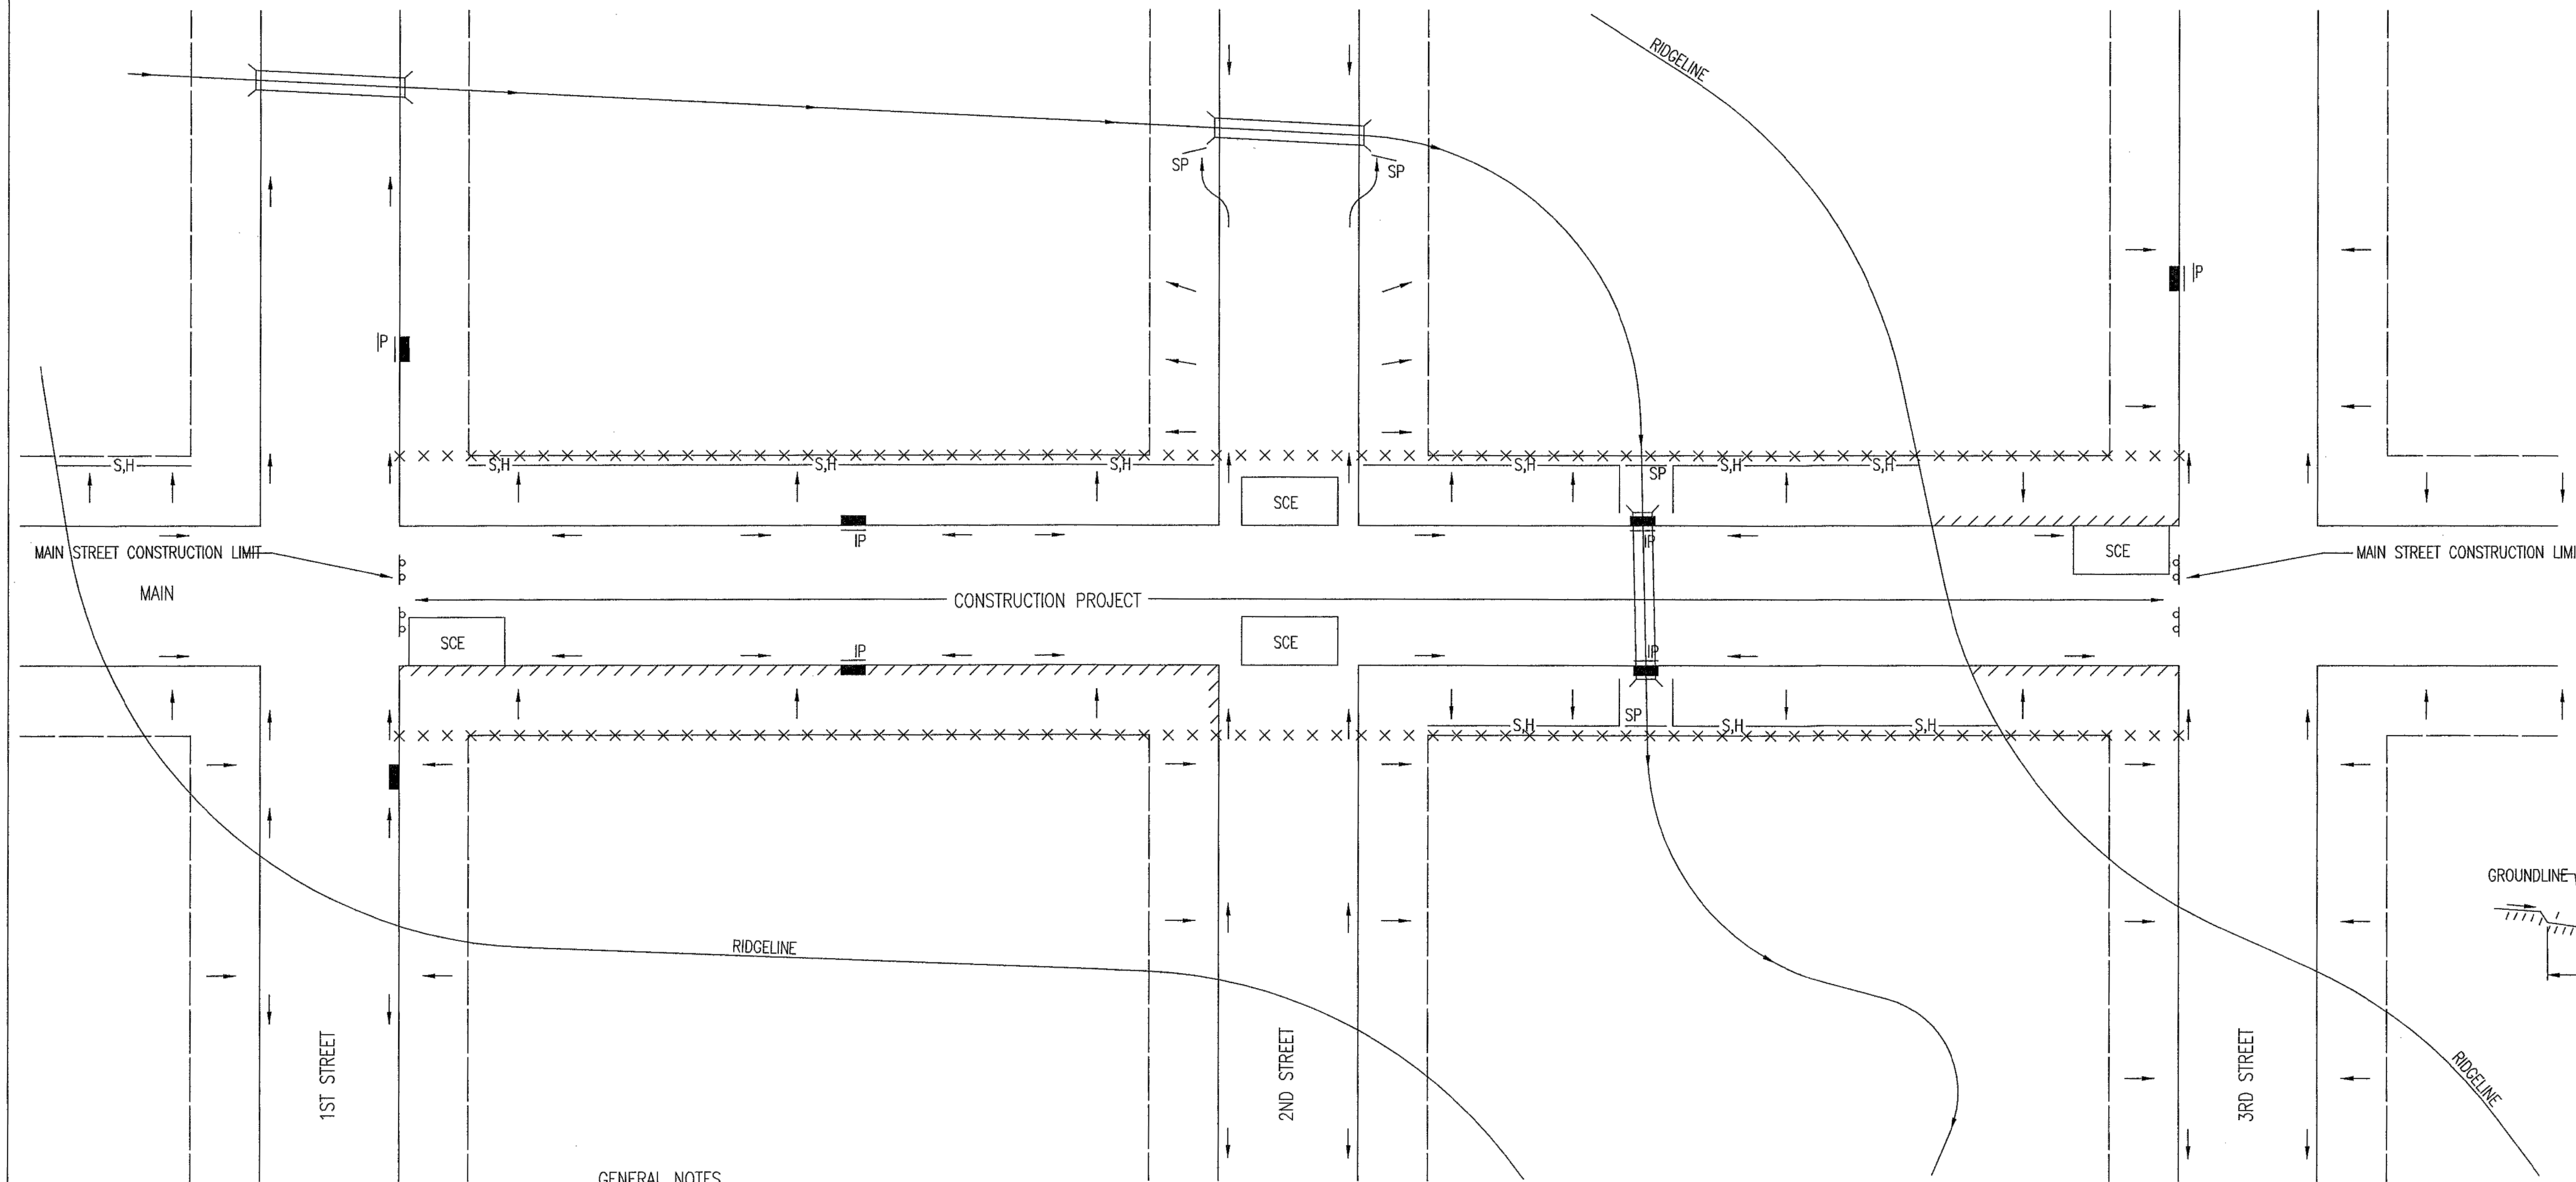 RIDGELINE
SP
SP
IP
IP
S,H
S,H
S,H
S,H
S,H
SP
S,H
S,H
SCE
MAIN STREET CONSTRUCTION LIMIT
IP
IP
SCE
MAIN STREET CONSTRUCTION LIMI
MAIN
CONSTRUCTION PROJECT
SCE
SCE
IP
IP
S,H
SP
S,H
S,H
GROUNDLINE
RIDGELINE
1ST STREET
2ND STREET
3RD STREET
RIDGELINE
GENERAL NOTES